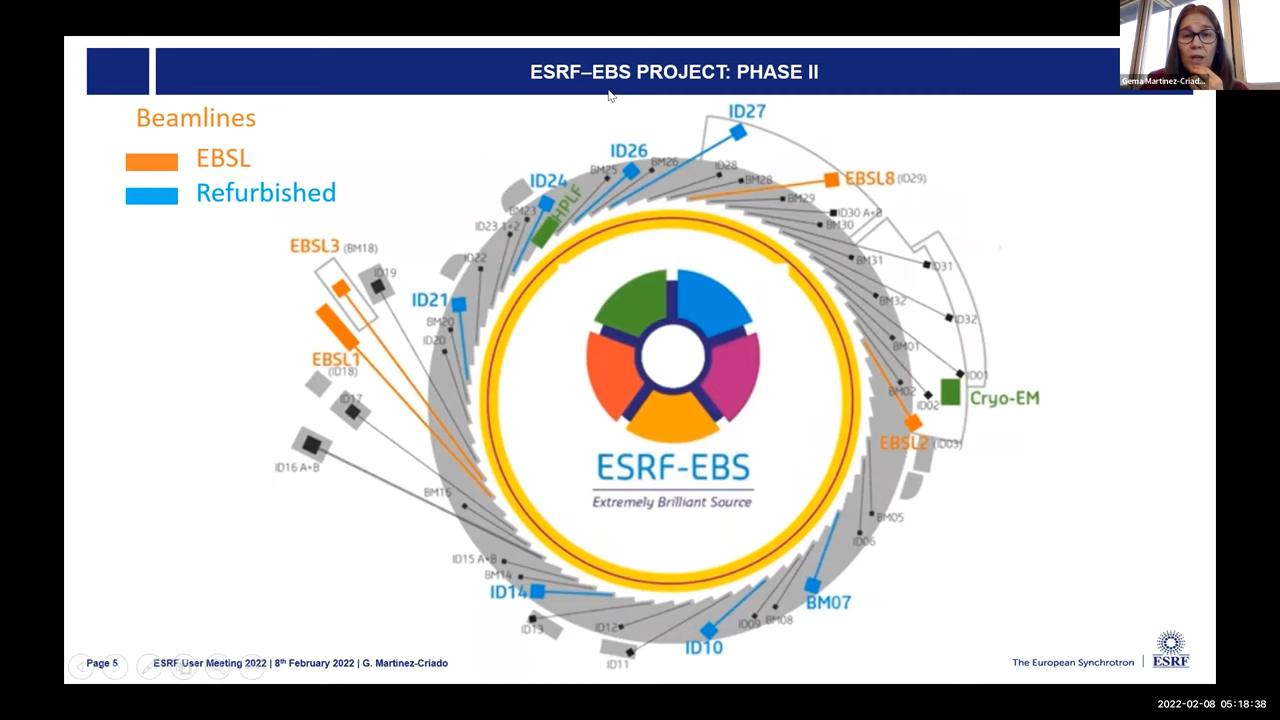 ESRF–EBS PROJECT: PHASE II
Gema Martinez-Criad...
Beamlines
EBSL
Refurbished
ID27
ID26
BM25
BM26
ID28
BM28
EBSL8 (ID29)
ID24
HPLF
BM29
BM23
ID30 A+B
ID23 1+2
BM30
EBSL3 (BM18)
ID22
BM31
ID31
ID19
ID21
BM32
BM20
ID32
ID20
BM01
EBSL1
(ID18)
ID01
BM02
ID17
ID02
Cryo-EM
EBSL2 (ID03)
ID16 A+B
ESRF-EBS
Extremely Brilliant Source
BM16
BM05
ID06
ID15 A+B
BM14
ID14
BM07
ID13
ID12
ID09
BM08
ID10
ID11
Page 5
ESRF User Meeting 2022 | 8th February 2022 | G. Martínez-Criado
The European Synchrotron
ESRF
2022-02-08 05:18:38